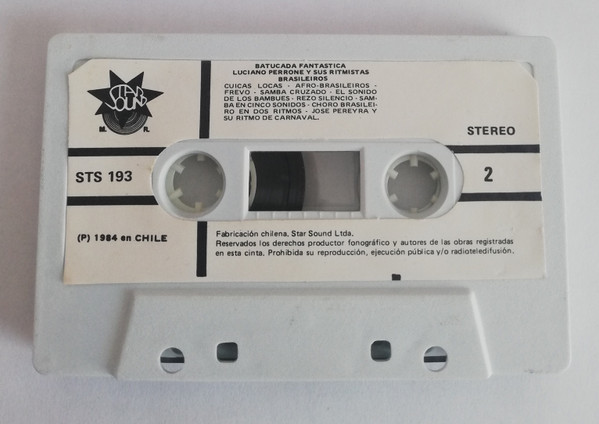 BATUCADA FANTASTICA
LUCIANO PERRONE Y SUS RITMISTAS
BRASILEIROS
CUICAS LOCAS - AFRO-BRASILEIROS -
FREVO - SAMBA CRUZADO - EL SONIDO
DE LOS BAMBUES - REZO SILENCIO - SAM-
BA EN CINCO SONIDOS - CHORO BRASILEI-
RO EN DOS RITMOS - JOSE PEREYRA Y
SU RITMO DE CARNAVAL.
STAR
SOUND
M. R.
STEREO
STS 193
2
(P) 1984 en CHILE
Fabricación chilena, Star Sound Ltda.
Reservados los derechos productor fonográfico y autores de las obras registradas
en esta cinta. Prohibida su reproducción, ejecución pública y/o radioteledifusión.